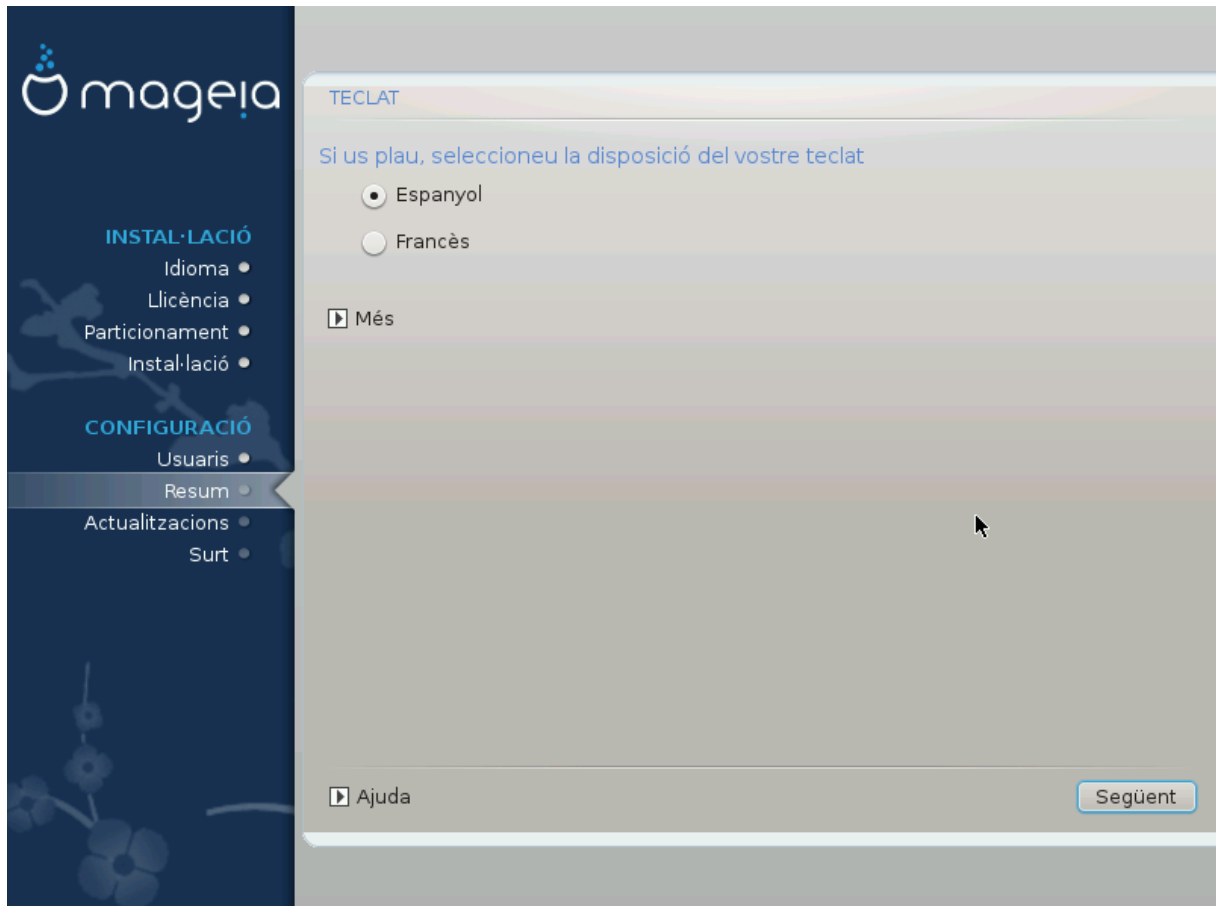 mageia
INSTAL·LACIÓ
Idioma
Llicència
Particionament
Instal·lació
CONFIGURACIÓ
Usuaris
Resum
Actualitzacions
Surt
TECLAT
Si us plau, seleccioneu la disposició del vostre teclat
Espanyol
Francès
Més
Ajuda
Següent